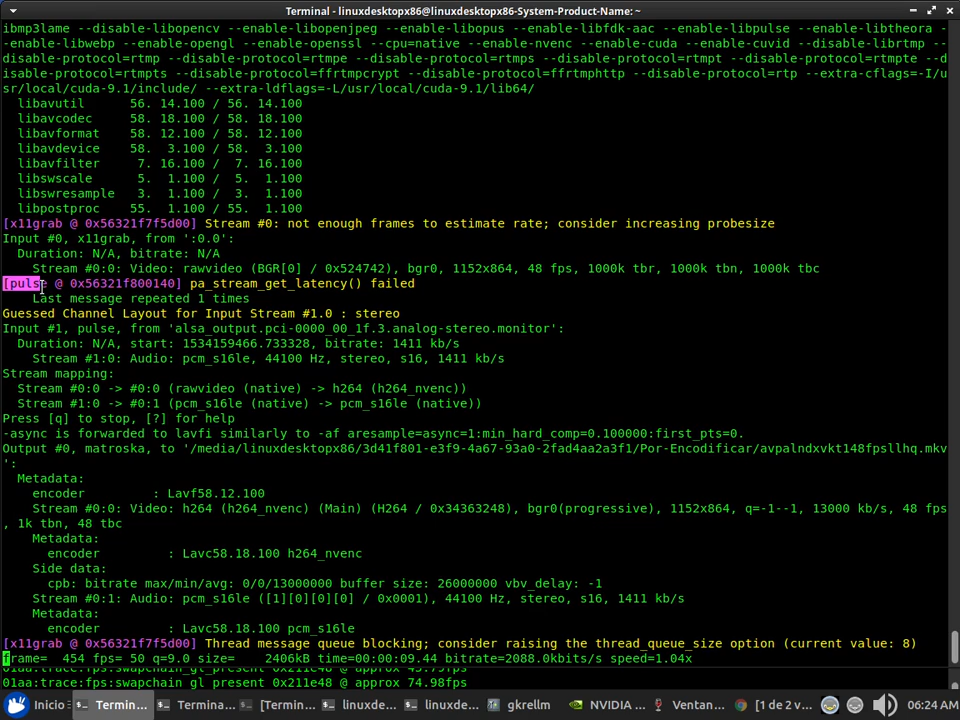 Terminal - linuxdesktopx86@linuxdesktopx86-System-Product-Name: ~
ibmp3lame --disable-libopencv --enable-libopenjpeg --enable-libopus --enable-libfdk-aac --enable-libpulse --enable-libtheora -
-enable-libwebp --enable-opengl --enable-openssl --cpu=native --enable-nvenc --enable-cuda --enable-cuvid --disable-librtmp --
disable-protocol=rtmp --disable-protocol=rtmpe --disable-protocol=rtmps --disable-protocol=rtmpt --disable-protocol=rtmpte --d
isable-protocol=rtmpts --disable-protocol=ffrtmpcrypt --disable-protocol=ffrtmphttp --disable-protocol=rtp --extra-cflags=-I/u
sr/local/cuda-9.1/include/ --extra-ldflags=-L/usr/local/cuda-9.1/lib64/
libavutil 56. 14.100 / 56. 14.100
libavcodec 58. 18.100 / 58. 18.100
libavformat 58. 12.100 / 58. 12.100
libavdevice 58. 3.100 / 58. 3.100
libavfilter 7. 16.100 / 7. 16.100
libswscale 5. 1.100 / 5. 1.100
libswresample 3. 1.100 / 3. 1.100
libpostproc 55. 1.100 / 55. 1.100
[x11grab @ 0x56321f7f5d00] Stream #0: not enough frames to estimate rate; consider increasing probesize
Input #0, x11grab, from ':0.0':
Duration: N/A, bitrate: N/A
Stream #0:0: Video: rawvideo (BGR[0] / 0x524742), bgr0, 1152x864, 48 fps, 1000k tbr, 1000k tbn, 1000k tbc
[pulse @ 0x56321f800140] pa_stream_get_latency() failed
Last message repeated 1 times
Guessed Channel Layout for Input Stream #1.0 : stereo
Input #1, pulse, from 'alsa_output.pci-0000_00_1f.3.analog-stereo.monitor':
Duration: N/A, start: 1534159466.733328, bitrate: 1411 kb/s
Stream #1:0: Audio: pcm_s16le, 44100 Hz, stereo, s16, 1411 kb/s
Stream mapping:
Stream #0:0 -> #0:0 (rawvideo (native) -> h264 (h264_nvenc))
Stream #1:0 -> #0:1 (pcm_s16le (native) -> pcm_s16le (native))
Press [q] to stop, [?] for help
-async is forwarded to lavfi similarly to -af aresample=async=1:min_hard_comp=0.100000:first_pts=0.
Output #0, matroska, to '/media/linuxdesktopx86/3d41f801-e3f9-4a67-93a0-2fad4aa2a3f1/Por-Encodificar/avpalndxvkt148fpsllhq.mkv
':
Metadata:
encoder : Lavf58.12.100
Stream #0:0: Video: h264 (h264_nvenc) (Main) (H264 / 0x34363248), bgr0(progressive), 1152x864, q=-1--1, 13000 kb/s, 48 fps
, 1k tbn, 48 tbc
Metadata:
encoder : Lavc58.18.100 h264_nvenc
Side data:
cpb: bitrate max/min/avg: 0/0/13000000 buffer size: 26000000 vbv_delay: -1
Stream #0:1: Audio: pcm_s16le ([1][0][0][0] / 0x0001), 44100 Hz, stereo, s16, 1411 kb/s
Metadata:
encoder : Lavc58.18.100 pcm_s16le
[x11grab @ 0x56321f7f5d00] Thread message queue blocking; consider raising the thread_queue_size option (current value: 8)
frame= 454 fps= 50 q=9.0 size= 2406kB time=00:00:09.44 bitrate=2088.0kbits/s speed=1.04x
01aa:trace:fps:swapchain_gl_present 0x211e48 @ approx 74.98fps
Inicio
Termin...
Termina...
[Termin...
linuxde...
linuxde...
gkrellm
NVIDIA ...
Ventan...
[1 de 2 v...
06:24 AM